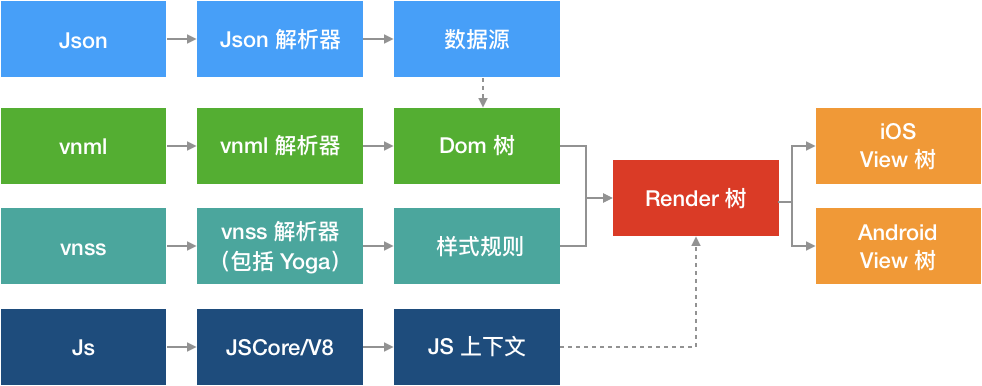 Json
Json 解析器
数据源
vnml
vnml 解析器
Dom 树
vnss
vnss 解析器
（包括 Yoga）
样式规则
Js
JSCore/V8
JS 上下文
Render 树
iOS
View 树
Android
View 树